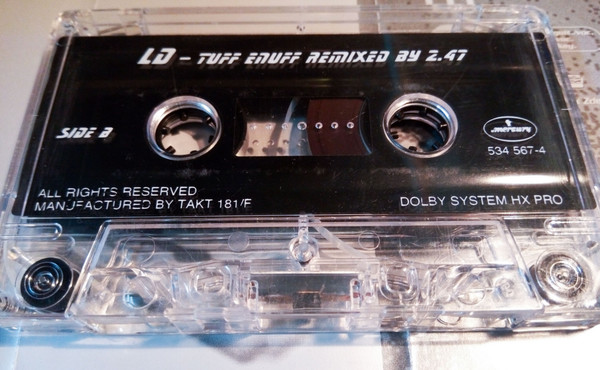 LD - TUFF ENUFF REMIXED BY 2.47
SIDE B
mercury
534 567-4
ALL RIGHTS RESERVED
MANUFACTURED BY TAKT 181/F
DOLBY SYSTEM HX PRO